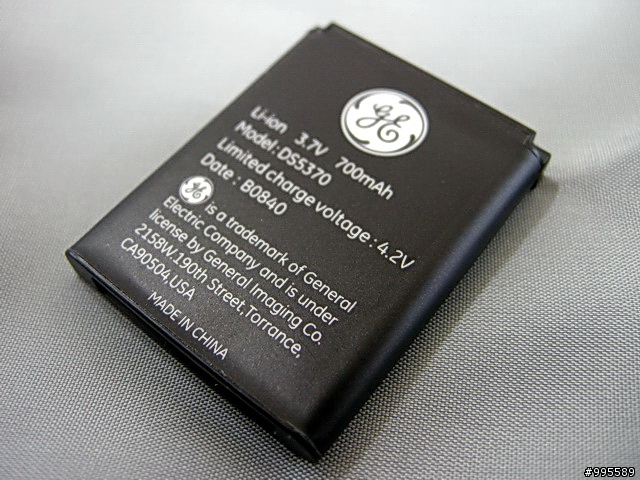 GE
Li-ion 3.7V 700mAh
Model: DS5370
Limited charge voltage : 4.2V
Date : B0840
GE is a trademark of General
Electric Company and is under
license by General Imaging Co.
2158W.190th Street,Torrance,
CA90504,USA
MADE IN CHINA
#995589